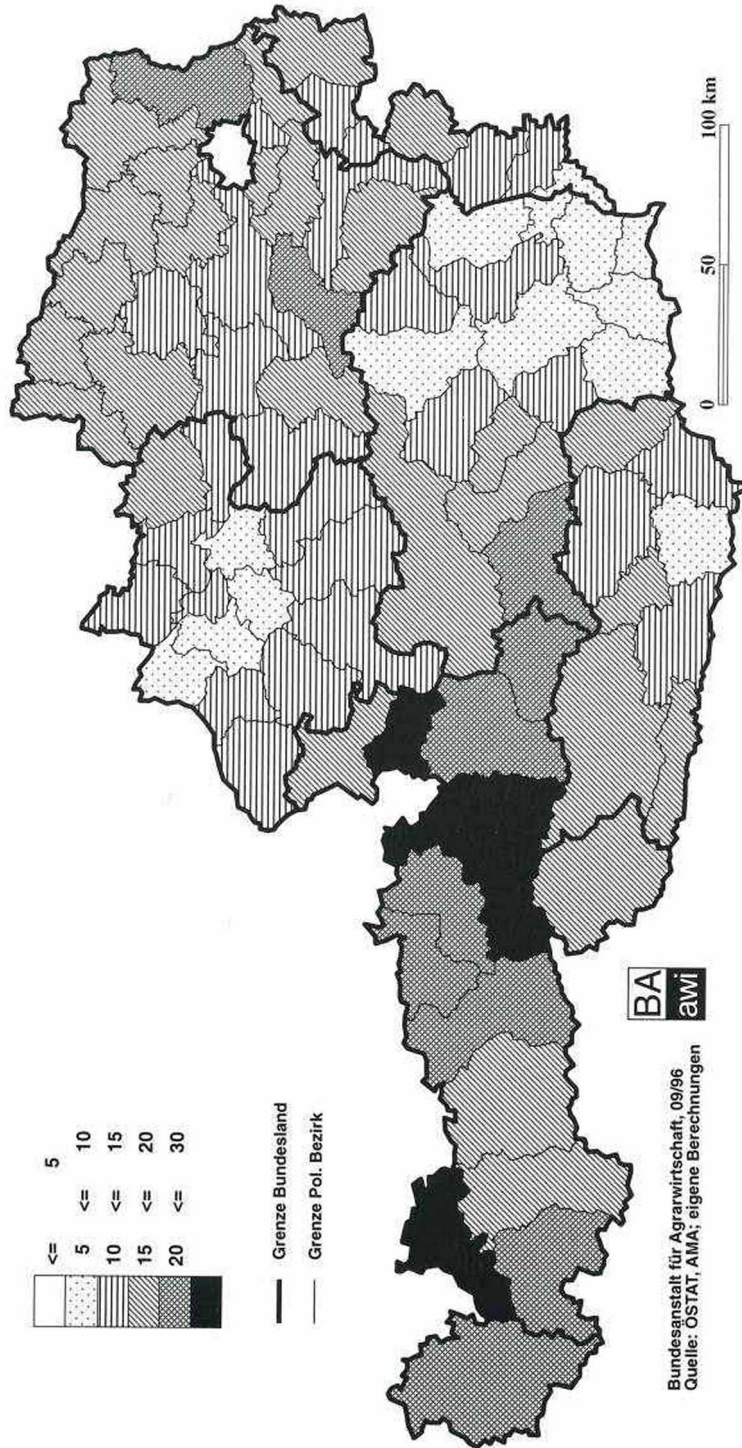 <= 5
5 <= 10
10 <= 15
15 <= 20
20 <= 30
Grenze Bundesland
Grenze Pol. Bezirk
Bundesanstalt für Agrarwirtschaft, 09/96
Quelle: ÖSTAT, AMA; eigene Berechnungen
BA
awi
0 50 100 km